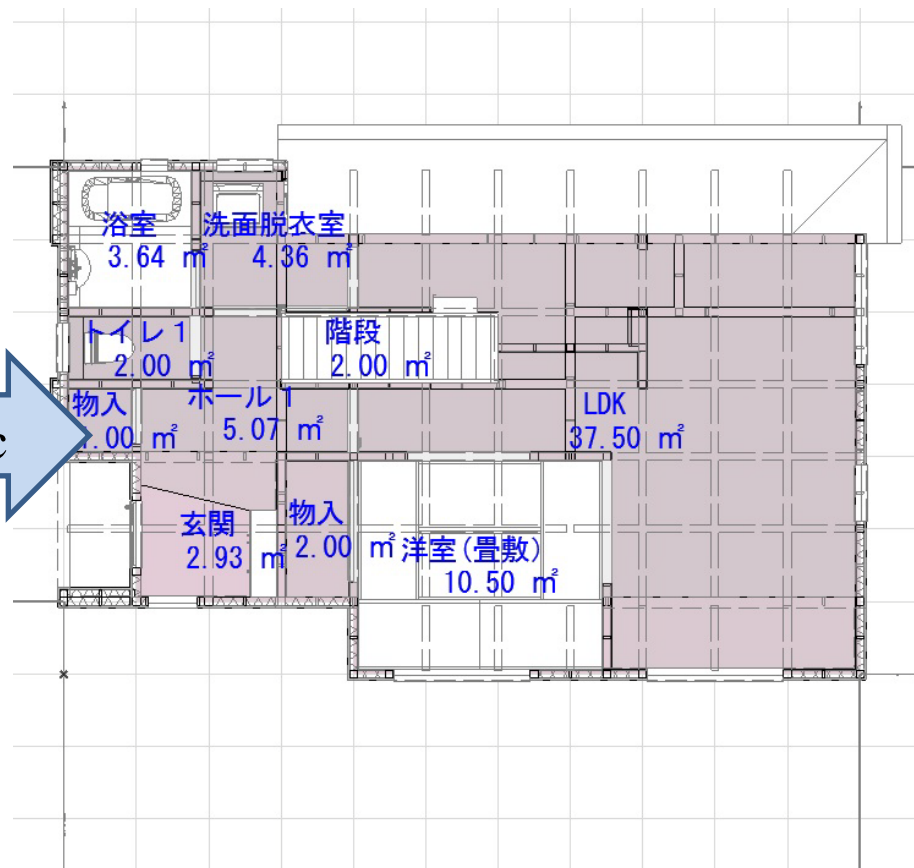 浴室
3.64 ㎡
洗面脱衣室
4.36 ㎡
トイレ1
2.00 ㎡
階段
2.00 ㎡
物入
.00 ㎡
ホール1
5.07 ㎡
LDK
37.50 ㎡
c
玄関
2.93 ㎡
物入
2.00 ㎡
洋室(畳敷)
10.50 ㎡